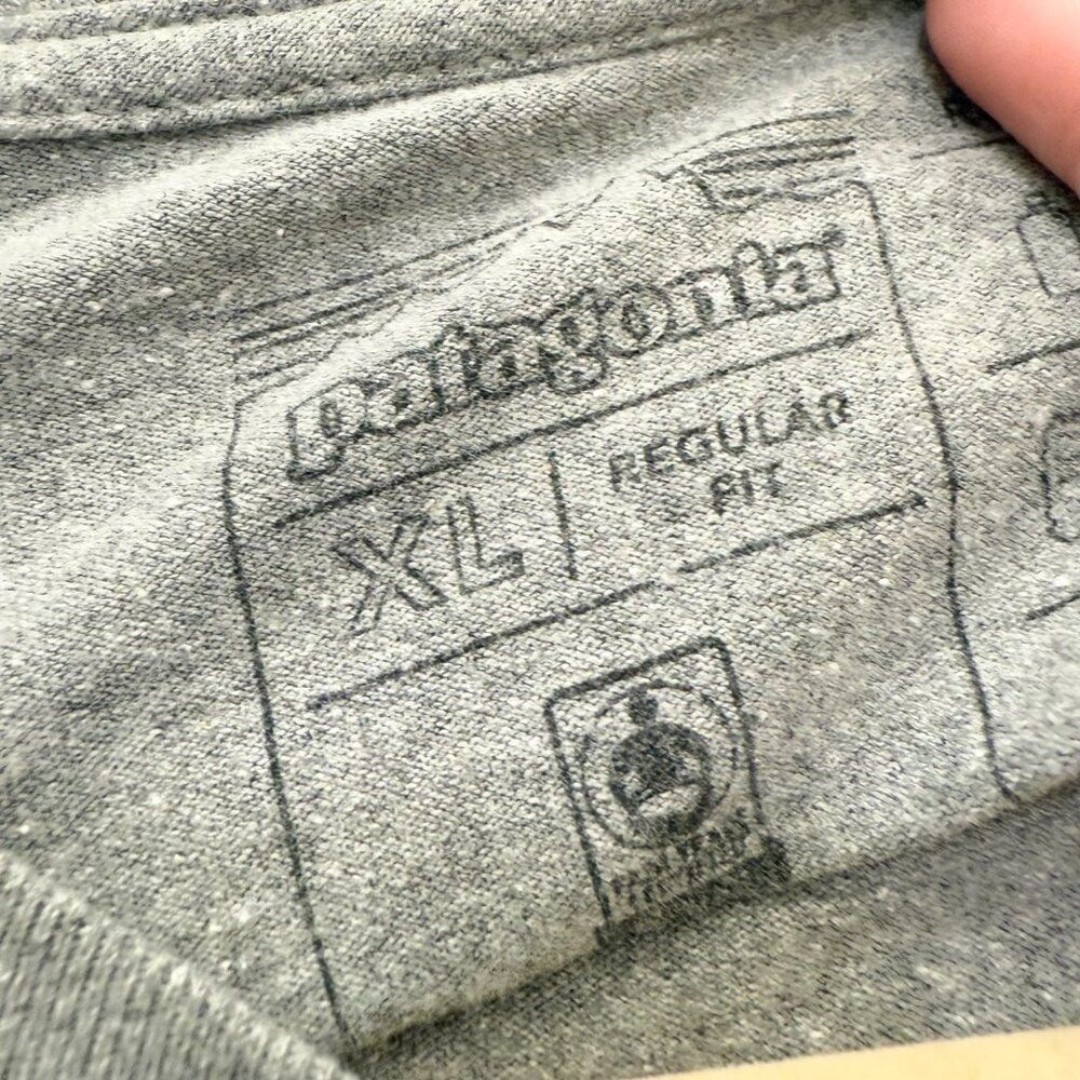 patagonia®
XL
REGULAR
FIT